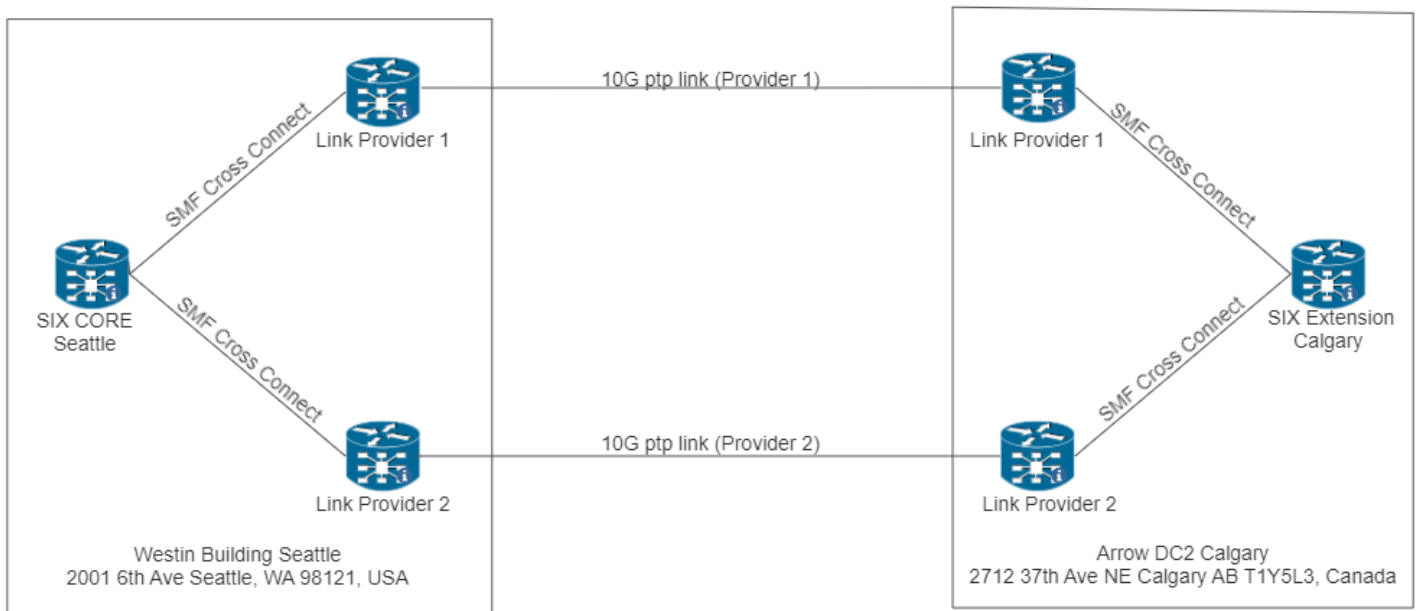 10G ptp link (Provider 1)
Link Provider 1
Link Provider 1
SMF Cross Connect
SMF Cross Connect
SIX CORE
Seattle
SIX Extension
Calgary
SMF Cross Connect
SMF Cross Connect
10G ptp link (Provider 2)
Link Provider 2
Link Provider 2
Westin Building Seattle
2001 6th Ave Seattle, WA 98121, USA
Arrow DC2 Calgary
2712 37th Ave NE Calgary AB T1Y5L3, Canada